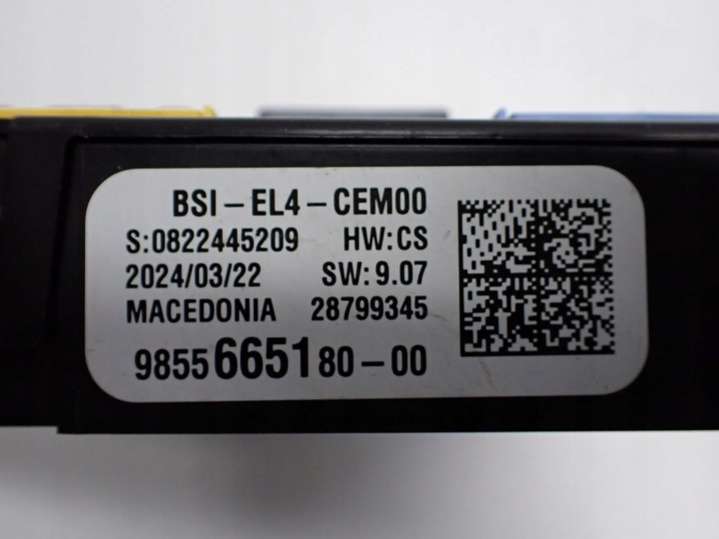 BSI-EL4-CEM00
S:0822445209 HW:CS
2024/03/22 SW:9.07
MACEDONIA 28799345
9855665180-00